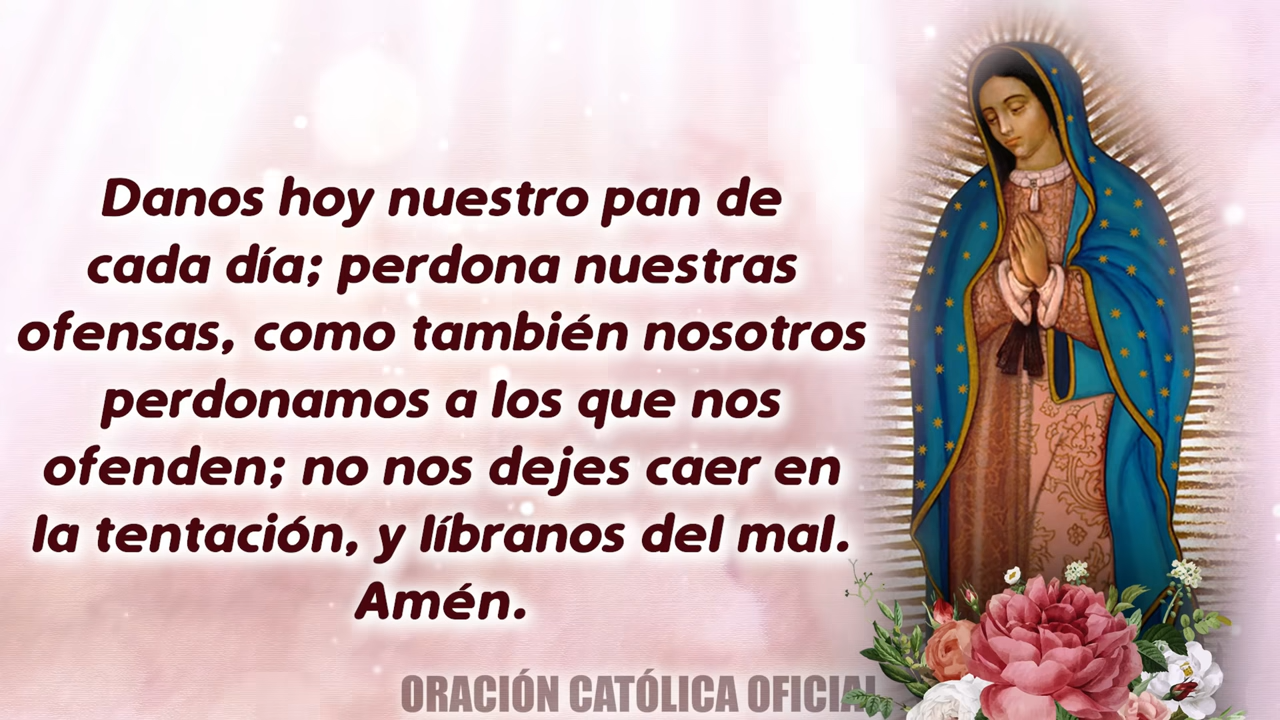 Danos hoy nuestro pan de
cada día; perdona nuestras
ofensas, como también nosotros
perdonamos a los que nos
ofenden; no nos dejes caer en
la tentación, y líbranos del mal.
Amén.
ORACIÓN CATÓLICA OFICIAL